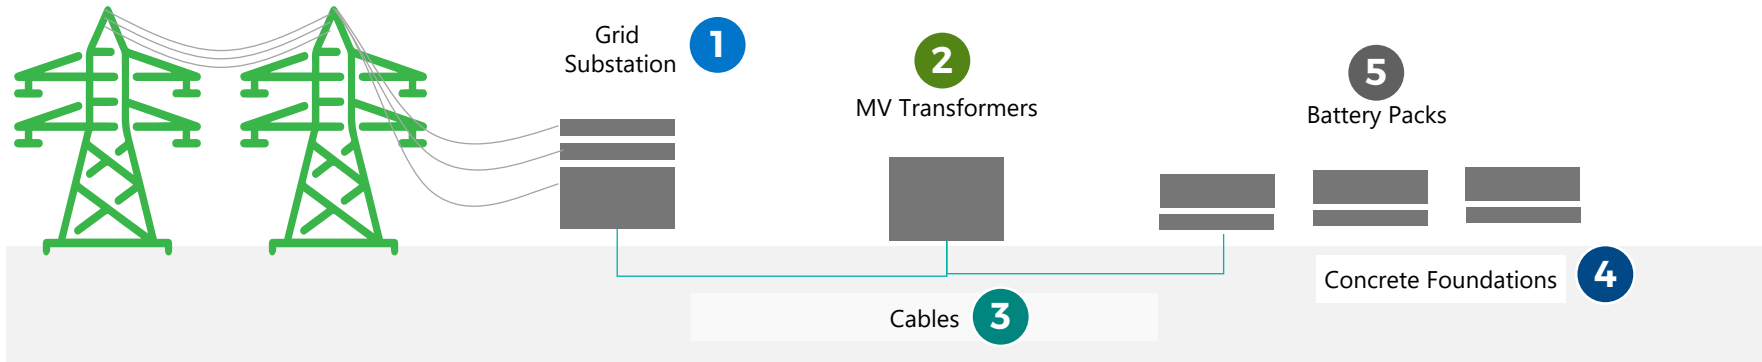 Grid
Substation
1
2
MV Transformers
5
Battery Packs
Concrete Foundations
4
Cables
3